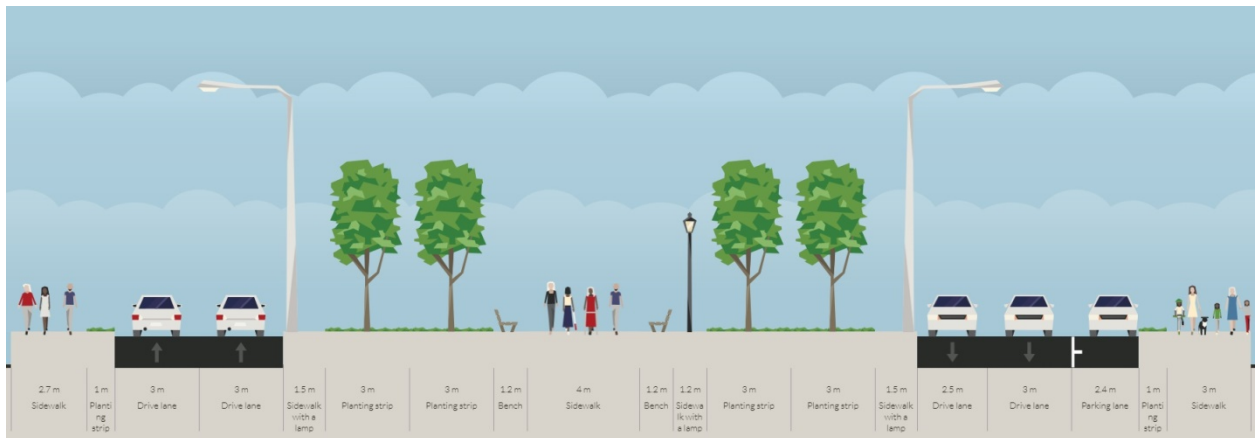 2.7 m
Sidewalk
1 m
Planti
ng
strip
3 m
Drive lane
3 m
Drive lane
1.5 m
Sidewalk
with a
lamp
3 m
Planting strip
3 m
Planting strip
1.2 m
Bench
4 m
Sidewalk
1.2 m
Bench
1.2 m
Sidewa
lk with
a lamp
3 m
Planting strip
3 m
Planting strip
1.5 m
Sidewalk
with a
lamp
2.5 m
Drive lane
3 m
Drive lane
2.4 m
Parking lane
1 m
Planti
ng
strip
3 m
Sidewalk